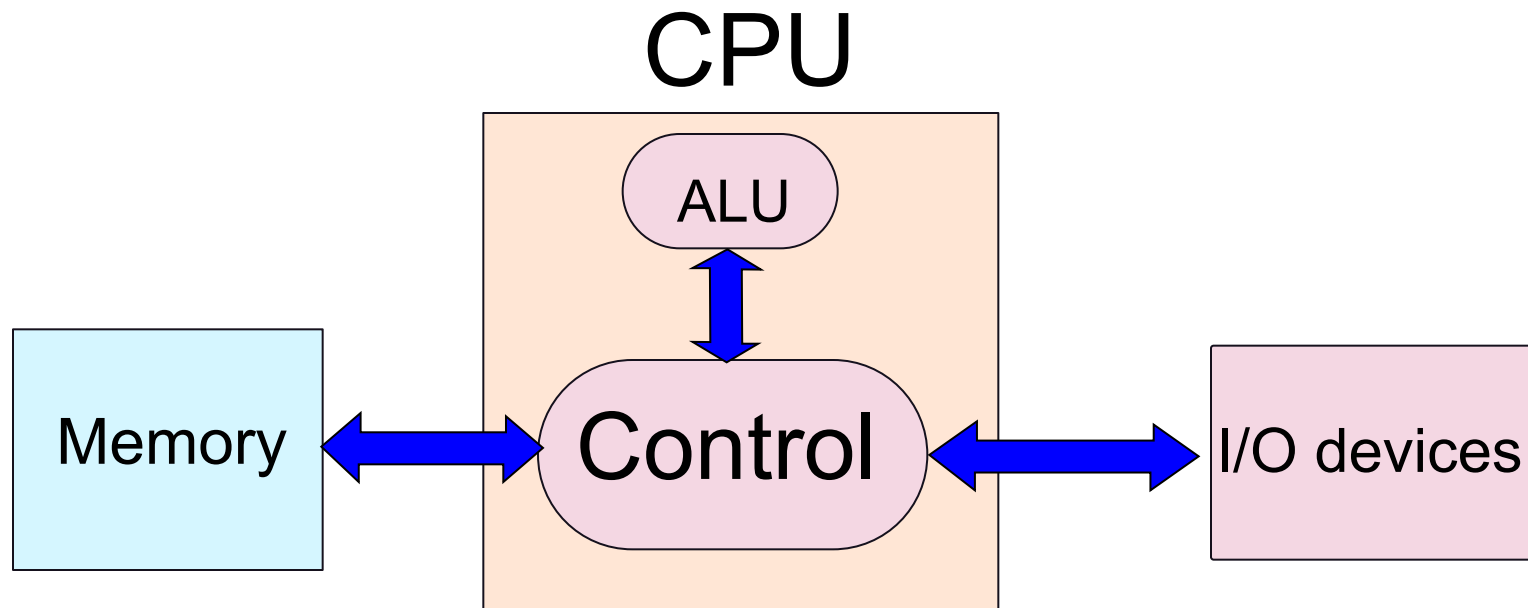 CPU
ALU
Memory
Control
I/O devices